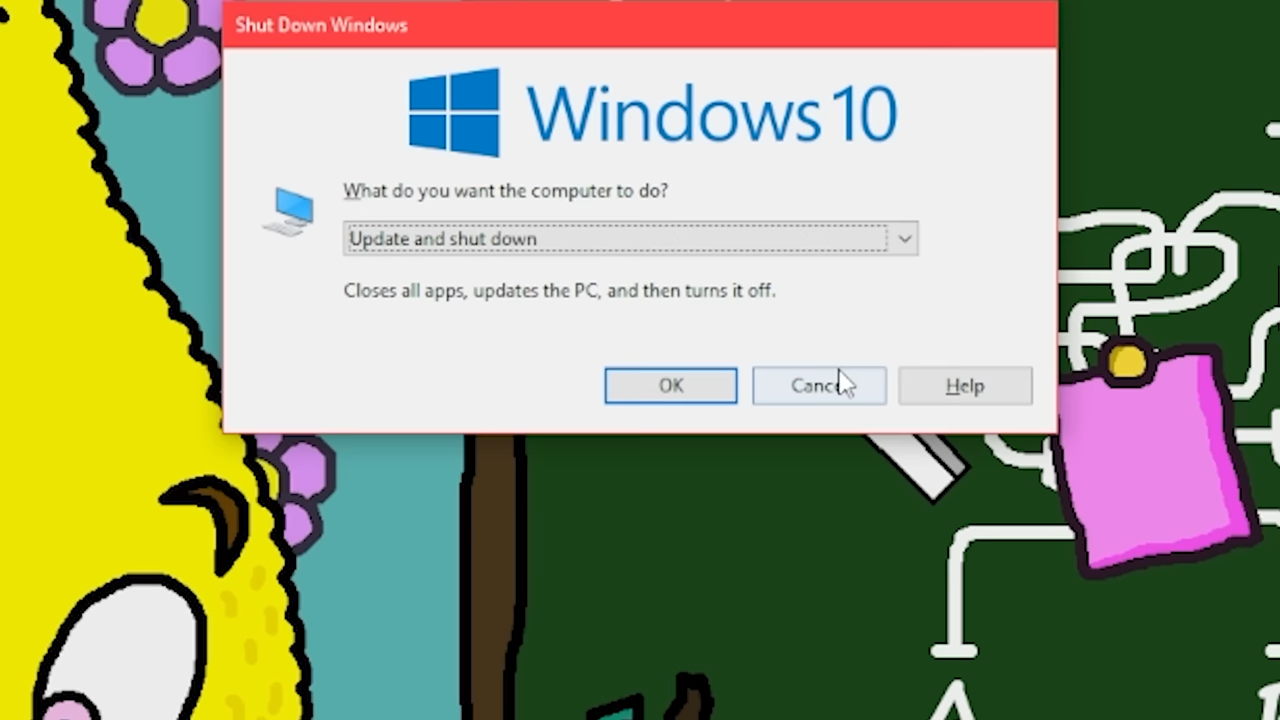 Shut Down Windows
Windows 10
What do you want the computer to do?
Update and shut down
Closes all apps, updates the PC, and then turns it off.
OK
Cancel
Help